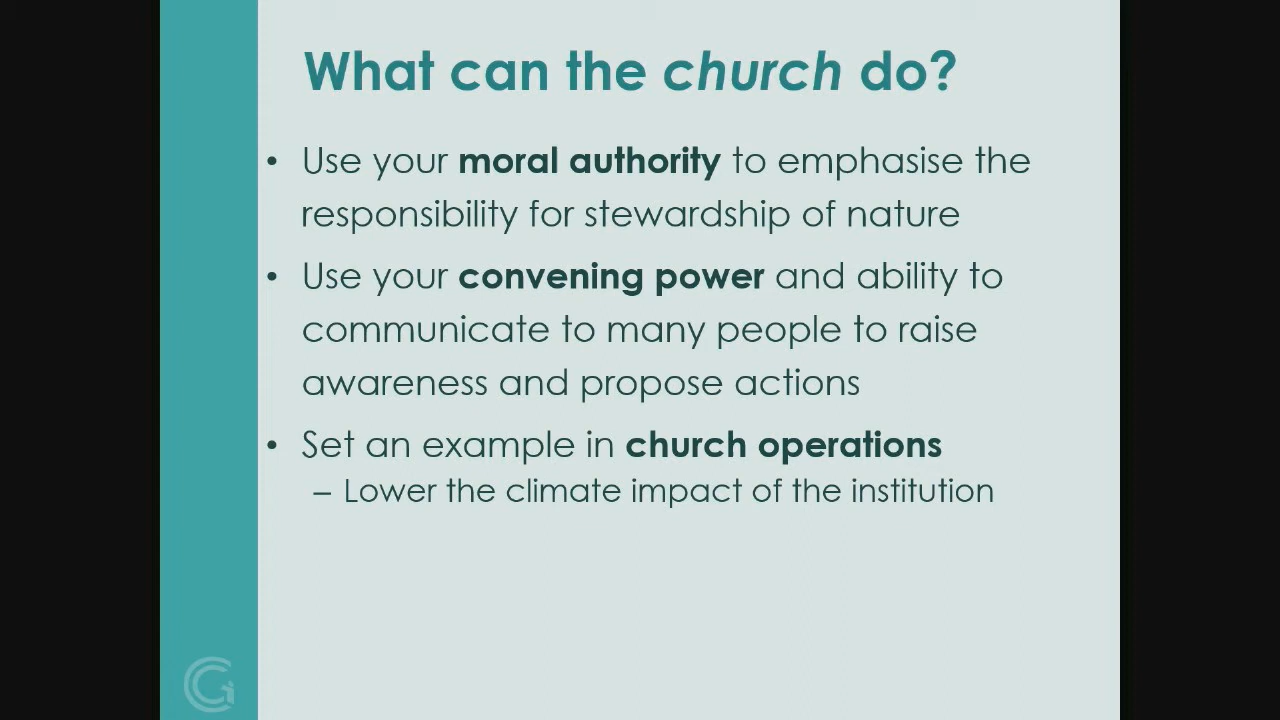 What can the church do?
• Use your moral authority to emphasise the
responsibility for stewardship of nature
• Use your convening power and ability to
communicate to many people to raise
awareness and propose actions
• Set an example in church operations
– Lower the climate impact of the institution